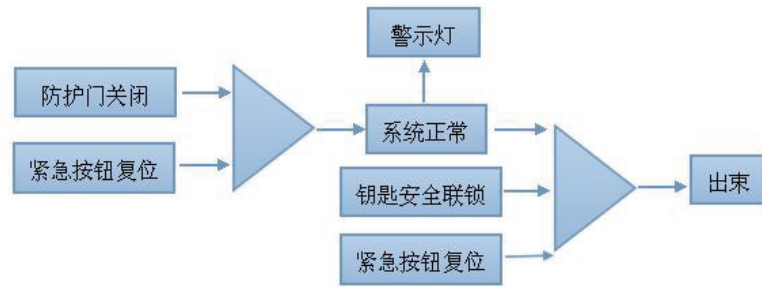 警示灯
防护门关闭
系统正常
紧急按钮复位
钥匙安全联锁
出束
紧急按钮复位